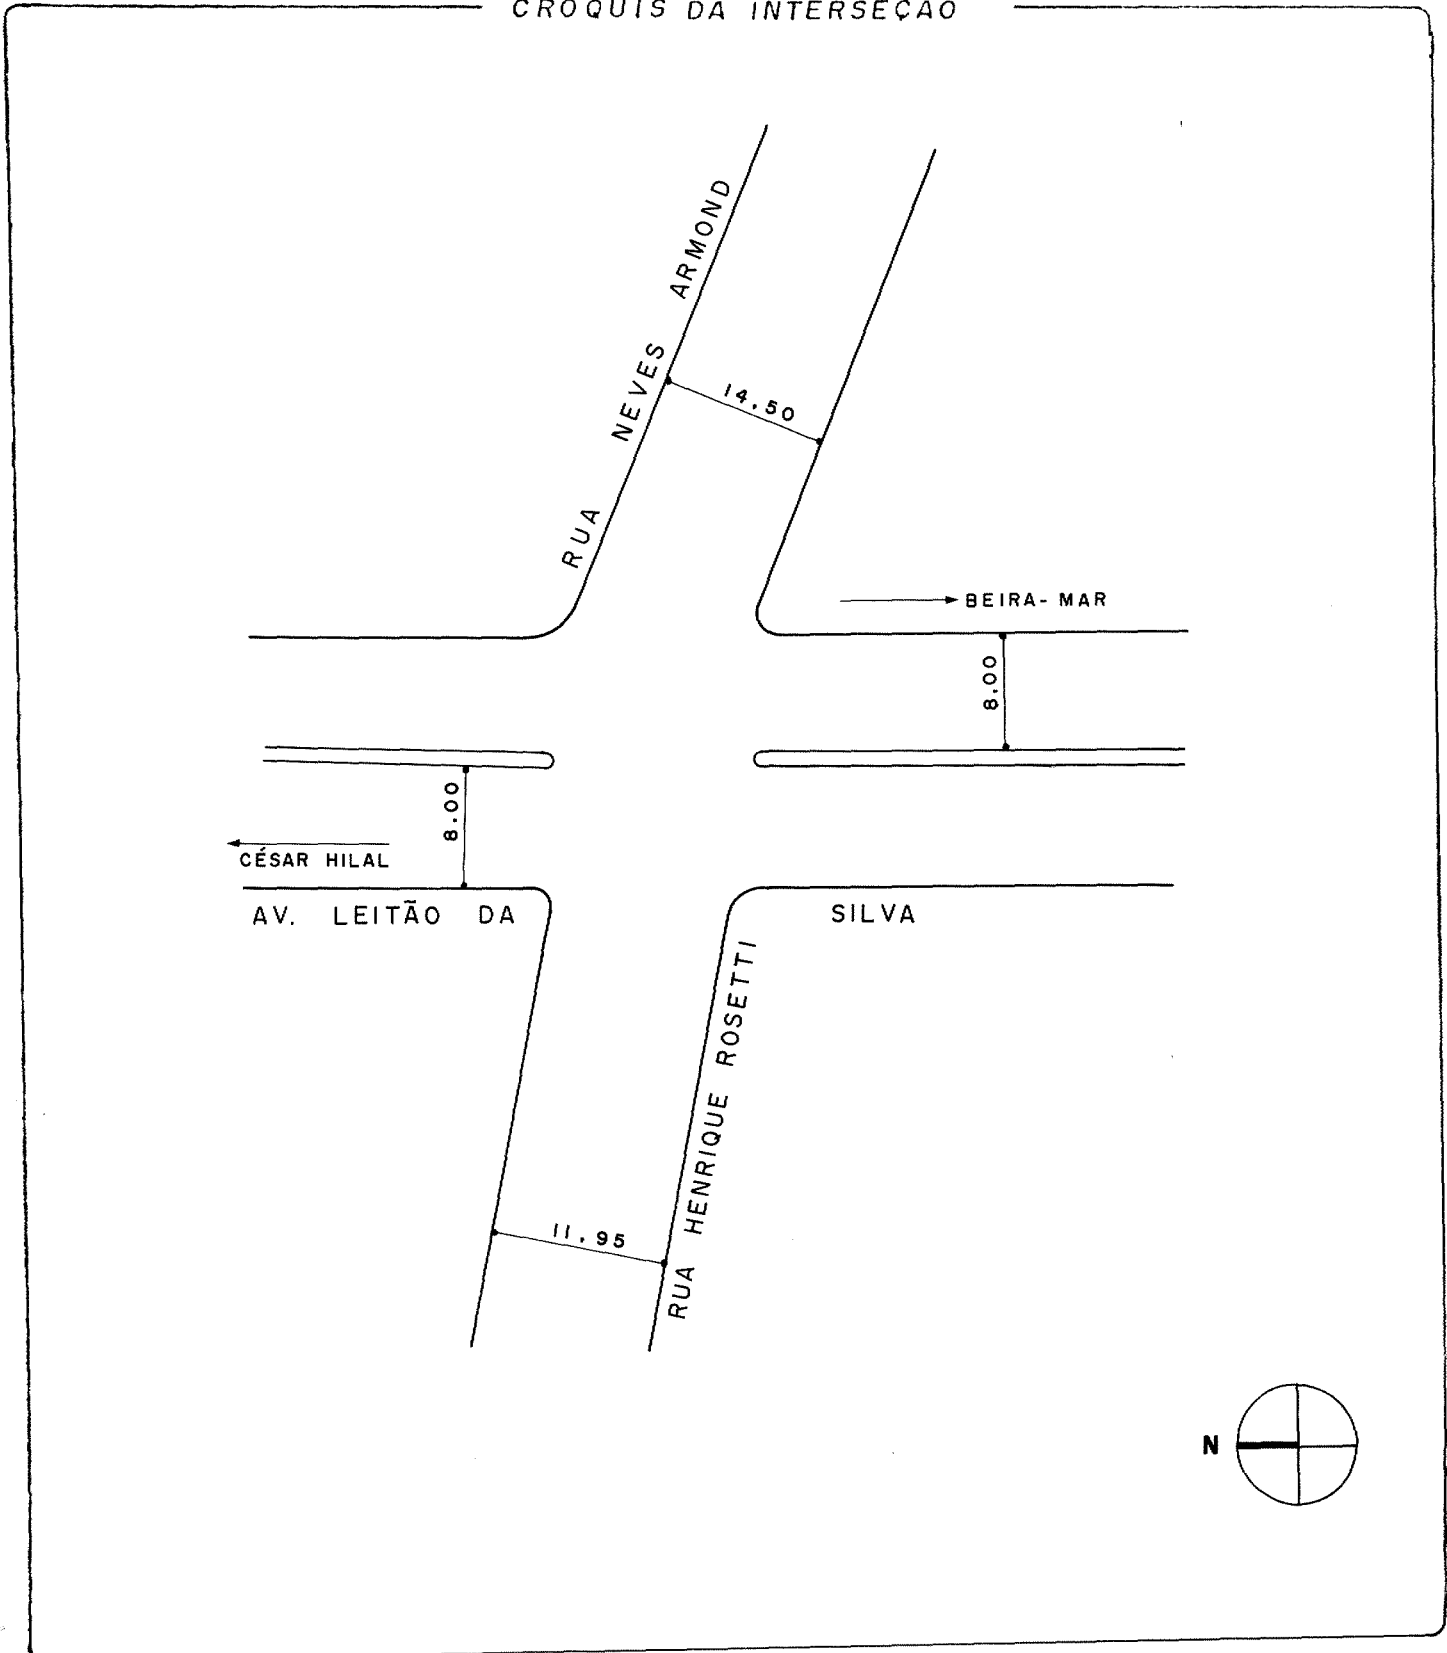 CROQUIS DA INTERSEÇÃO
RUA NEVES ARMOND
14.50
BEIRA-MAR
8.00
8.00
CÉSAR HILAL
AV. LEITÃO DA SILVA
RUA HENRIQUE ROSETTI
11.95
N